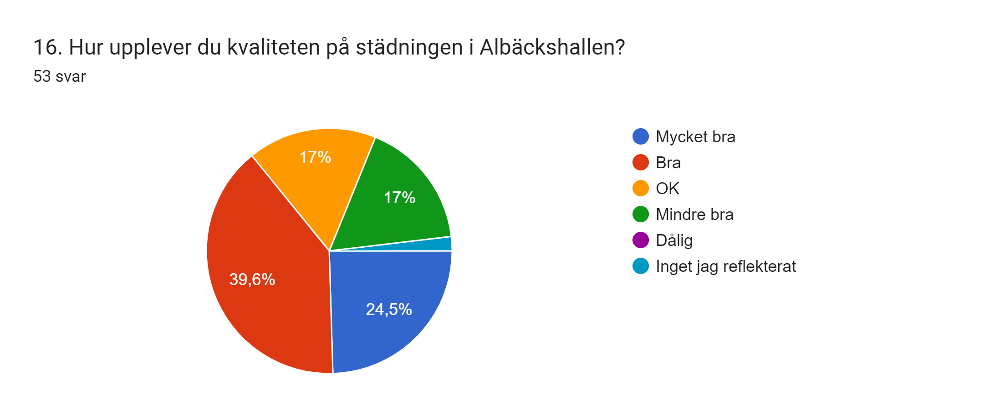 16. Hur upplever du kvaliteten på städningen i Albäckshallen?
53 svar
17%
17%
39,6%
24,5%
Mycket bra
Bra
OK
Mindre bra
Dålig
Inget jag reflekterat